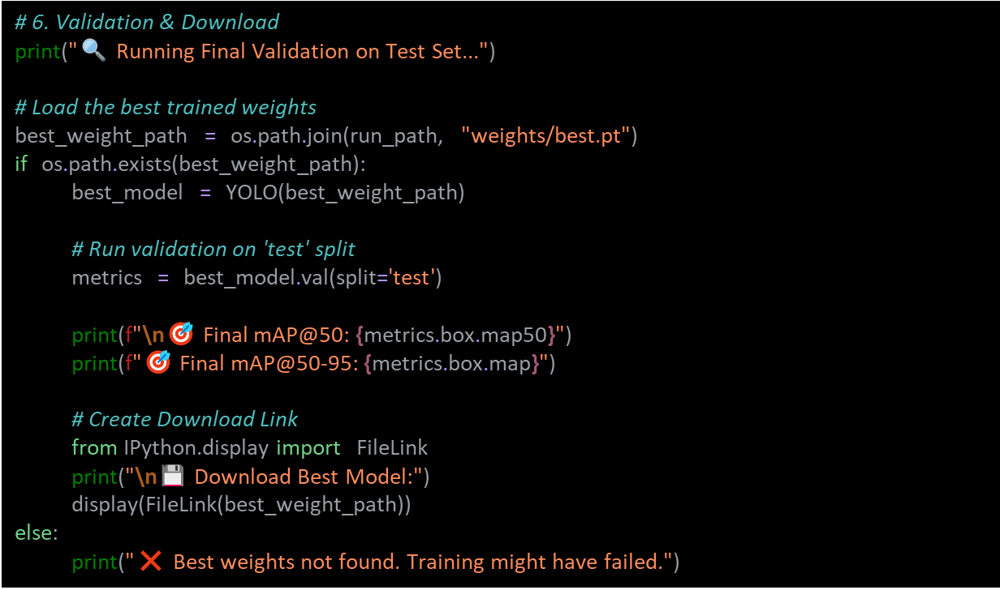 # 6. Validation & Download
print("🔍 Running Final Validation on Test Set...")
# Load the best trained weights
best_weight_path = os.path.join(run_path, "weights/best.pt")
if os.path.exists(best_weight_path):
best_model = YOLO(best_weight_path)
# Run validation on 'test' split
metrics = best_model.val(split='test')
print(f"\n🎯 Final mAP@50: {metrics.box.map50}")
print(f"🎯 Final mAP@50-95: {metrics.box.map}")
# Create Download Link
from IPython.display import FileLink
print("\n💾 Download Best Model:")
display(FileLink(best_weight_path))
else:
print("❌ Best weights not found. Training might have failed.")